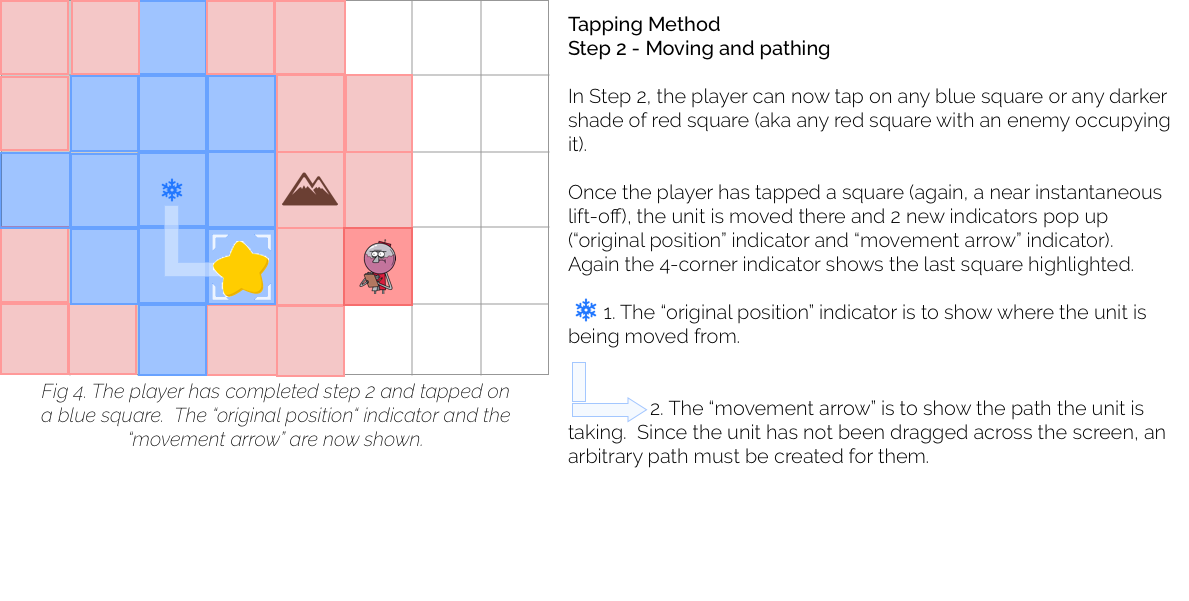 Tapping Method
Step 2 - Moving and pathing
In Step 2, the player can now tap on any blue square or any darker
shade of red square (aka any red square with an enemy occupying
it).
Once the player has tapped a square (again, a near instantaneous
lift-off), the unit is moved there and 2 new indicators pop up
(“original position” indicator and “movement arrow” indicator).
Again the 4-corner indicator shows the last square highlighted.
1. The “original position” indicator is to show where the unit is
being moved from.
2. The “movement arrow” is to show the path the unit is
taking.  Since the unit has not been dragged across the screen, an
arbitrary path must be created for them.
Fig 4. The player has completed step 2 and tapped on
a blue square.  The “original position“ indicator and the
“movement arrow” are now shown.